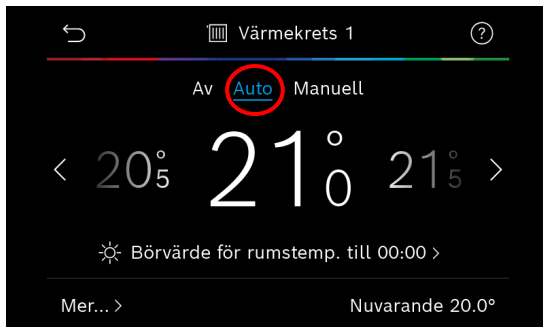 Värmekrets 1 ?
Av Auto Manuell
< 20°5 21°0 21°5 >
Börvärde för rumstemp. till 00:00 >
Mer... > Nuvarande 20.0°